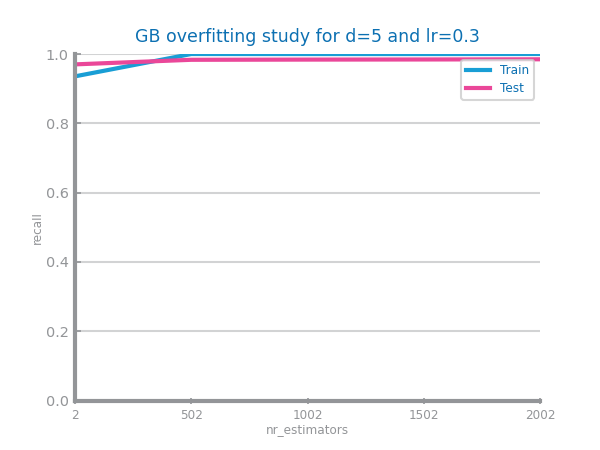 GB overfitting study for d=5 and lr=0.3
1.0
Train
Test
0.8
0.6
recall
0.4
0.2
0.0
2 502 1002 1502 2002
nr_estimators